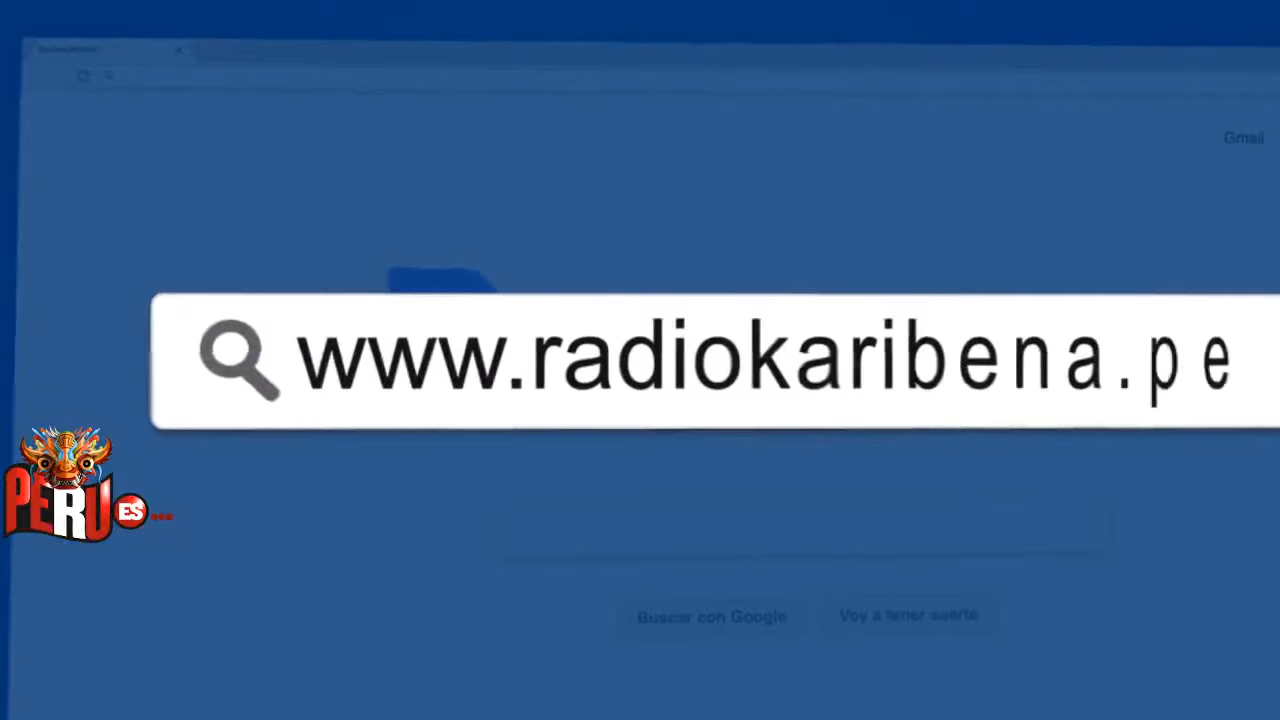 Gmail
www.radiokaribena.pe
PERU ES ...
Buscar con Google
Voy a tener suerte